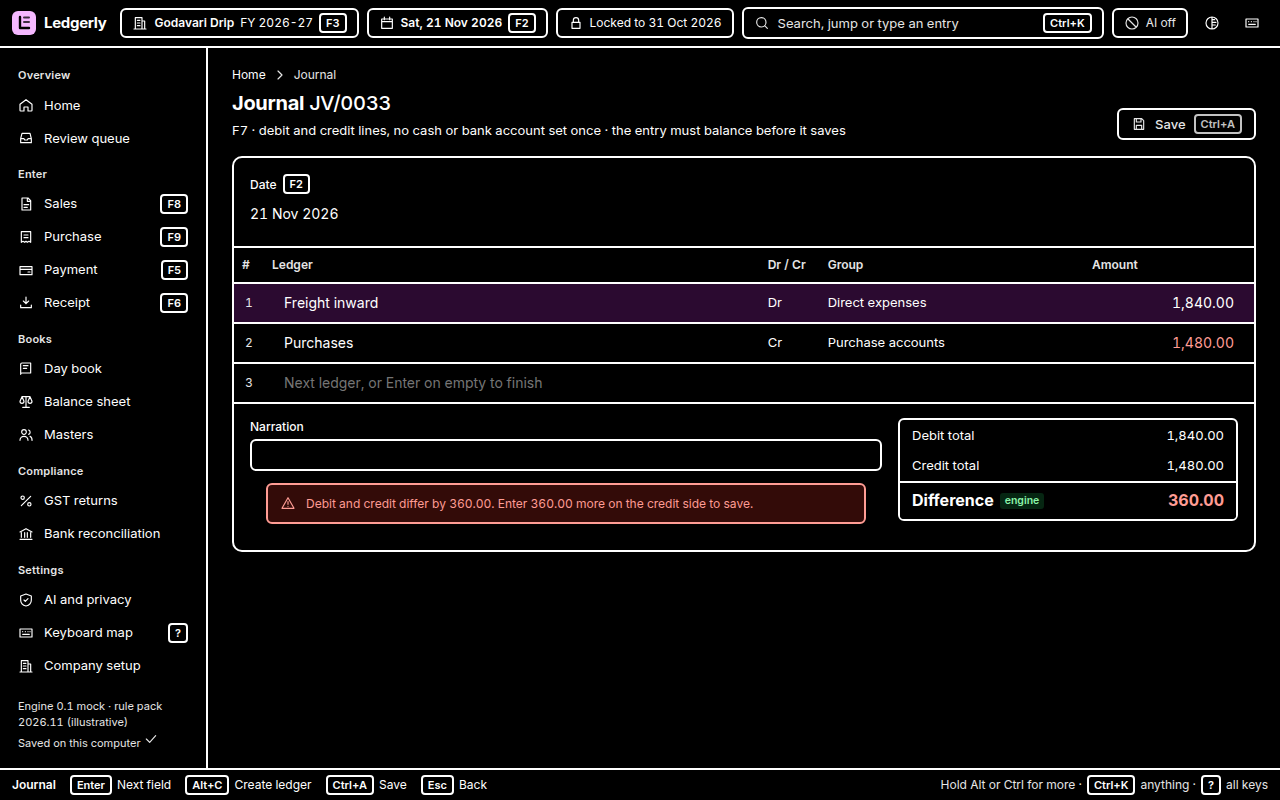 Ledgerly
Godavari Drip FY 2026-27 F3
Sat, 21 Nov 2026 F2
Locked to 31 Oct 2026
Search, jump or type an entry Ctrl+K
AI off
Overview
Home
Review queue
Enter
Sales F8
Purchase F9
Payment F5
Receipt F6
Books
Day book
Balance sheet
Masters
Compliance
GST returns
Bank reconciliation
Settings
AI and privacy
Keyboard map ?
Company setup
Engine 0.1 mock · rule pack
2026.11 (illustrative)
Saved on this computer
Home Journal
Journal JV/0033
F7 · debit and credit lines, no cash or bank account set once · the entry must balance before it saves
Save Ctrl+A
Date F2
21 Nov 2026
# Ledger Dr / Cr Group Amount
1 Freight inward Dr Direct expenses 1,840.00
2 Purchases Cr Purchase accounts 1,480.00
3 Next ledger, or Enter on empty to finish
Narration
Debit and credit differ by 360.00. Enter 360.00 more on the credit side to save.
Debit total 1,840.00
Credit total 1,480.00
Difference engine 360.00
Journal Enter Next field Alt+C Create ledger Ctrl+A Save Esc Back
Hold Alt or Ctrl for more · Ctrl+K anything · ? all keys